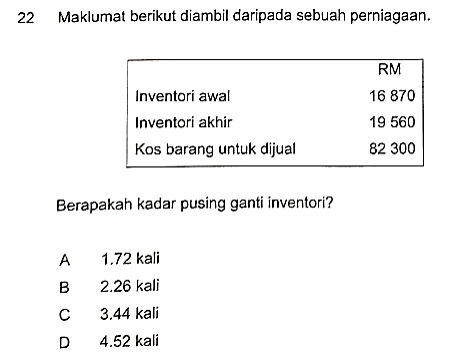 22 Maklumat berikut diambil daripada sebuah perniagaan.
RM
Inventori awal 16 870
Inventori akhir 19 560
Kos barang untuk dijual 82 300
Berapakah kadar pusing ganti inventori?
A 1.72 kali
B 2.26 kali
C 3.44 kali
D 4.52 kali